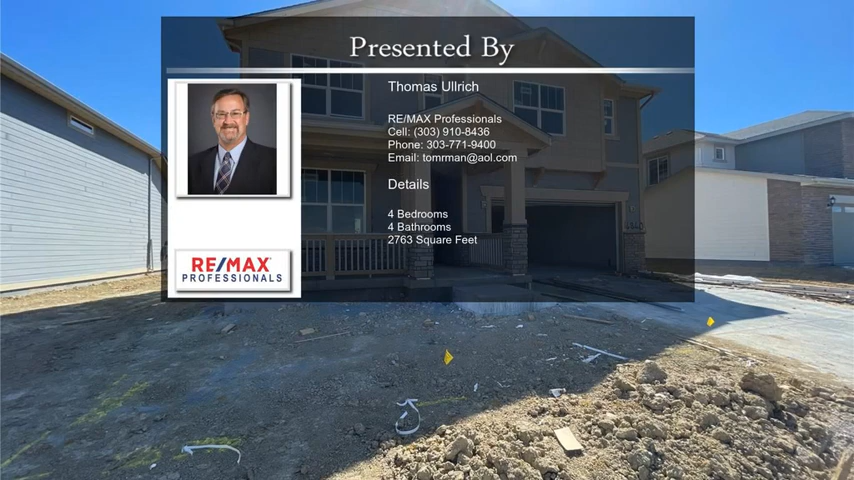 Presented By
Thomas Ullrich
RE/MAX Professionals
Cell: (303) 910-8436
Phone: 303-771-9400
Email: tomrman@aol.com
Details
4 Bedrooms
4 Bathrooms
2763 Square Feet
RE/MAX
PROFESSIONALS